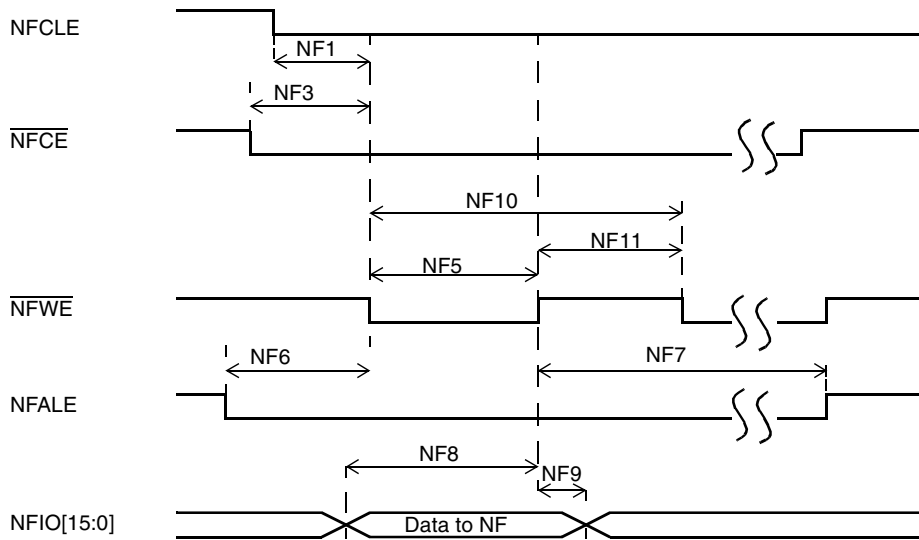 NFCLE
NF1
NF3
NFCE
NF10
NF11
NF5
NFWE
NF6
NF7
NFALE
NF8
NF9
NFIO[15:0]
Data to NF